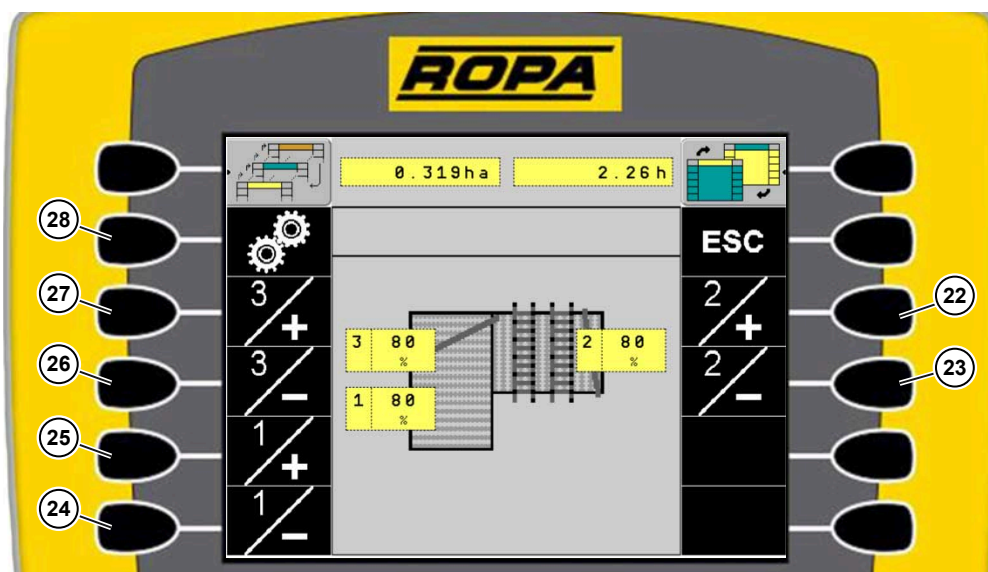 ROPA
0.319ha
2.26h
28
ESC
27
3/+
2/+
22
3 80 %
2 80 %
26
3/-
2/-
23
1 80 %
25
1/+
24
1/-